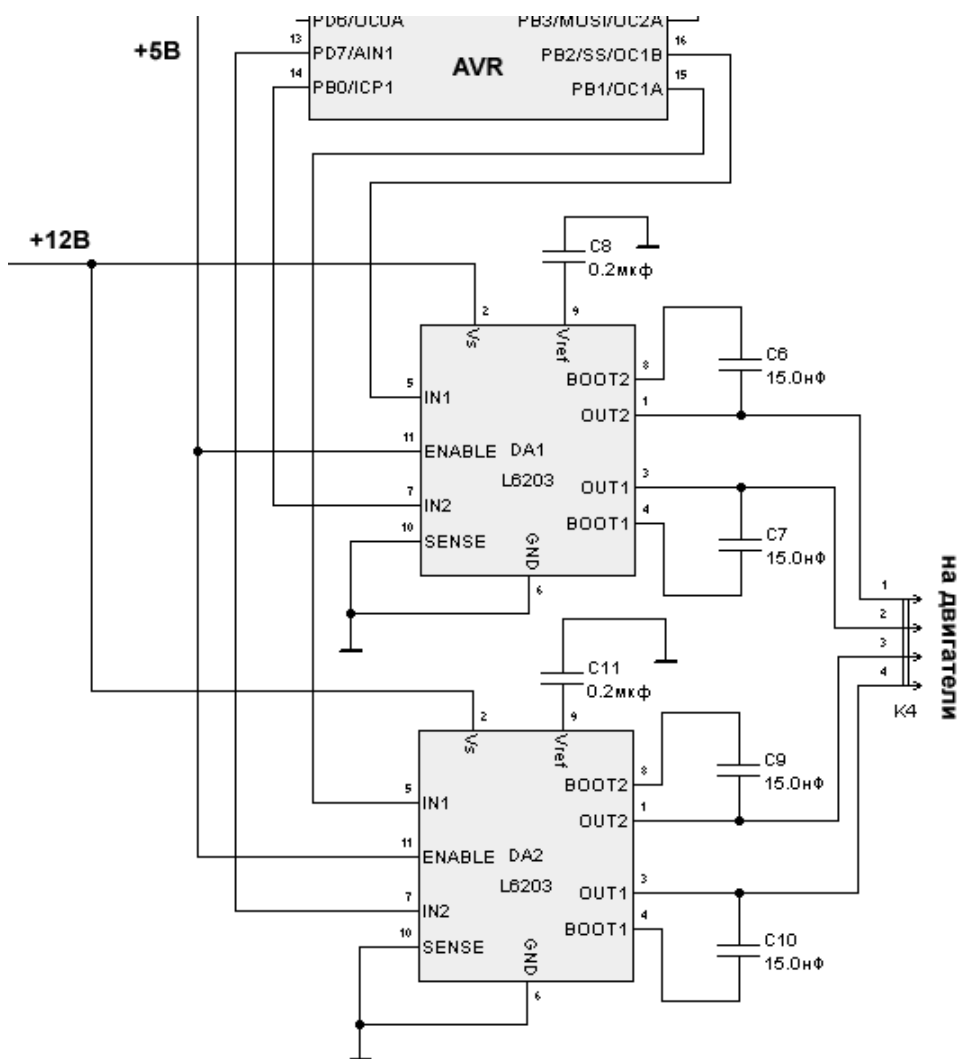 PD6/OC0A
PB3/MOSI/OC2A
+5В
13
PD7/AIN1
AVR
PB2/SS/OC1B
16
14
PB0/ICP1
PB1/OC1A
15
+12В
C8
0.2мкф
2
Vs
9
Vref
8
BOOT2
C6
15.0нФ
5
IN1
1
OUT2
11
ENABLE
DA1
L6203
3
OUT1
7
IN2
4
BOOT1
C7
15.0нФ
10
SENSE
GND
6
на двигатели
1
2
3
4
K4
C11
0.2мкф
2
Vs
9
Vref
8
BOOT2
C9
15.0нФ
5
IN1
1
OUT2
11
ENABLE
DA2
L6203
3
OUT1
7
IN2
4
BOOT1
C10
15.0нФ
10
SENSE
GND
6